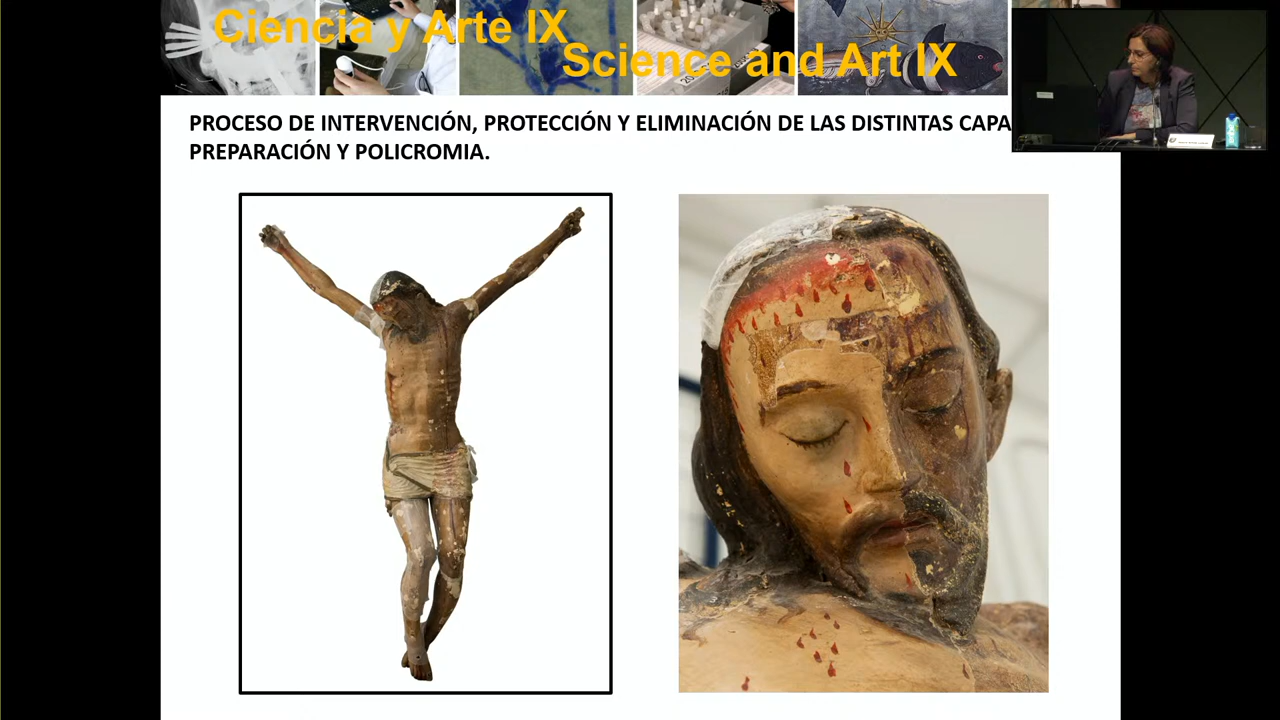 Ciencia y Arte IX
Science and Art IX
PROCESO DE INTERVENCIÓN, PROTECCIÓN Y ELIMINACIÓN DE LAS DISTINTAS CAPA
PREPARACIÓN Y POLICROMIA.